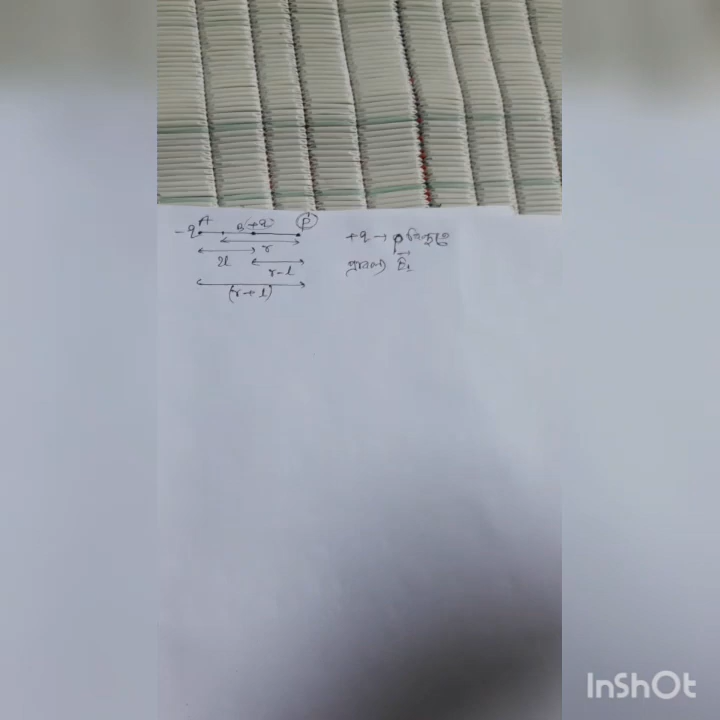 -q A B(+q) P
r
2l
r-l
(r+l)
+q → P বিন্দুতে
প্রাবল্য E₁
InShOt